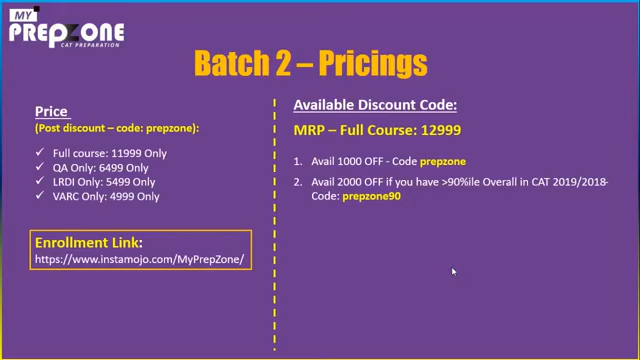 MY
PREPZONE
CAT PREPARATION
Batch 2 – Pricings
Price
(Post discount – code: prepzone):
✓ Full course: 11999 Only
✓ QA Only: 6499 Only
✓ LRDI Only: 5499 Only
✓ VARC Only: 4999 Only
Enrollment Link:
https://www.instamojo.com/MyPrepZone/
Available Discount Code:
MRP – Full Course: 12999
1. Avail 1000 OFF - Code prepzone
2. Avail 2000 OFF if you have >90%ile Overall in CAT 2019/2018-
Code: prepzone90